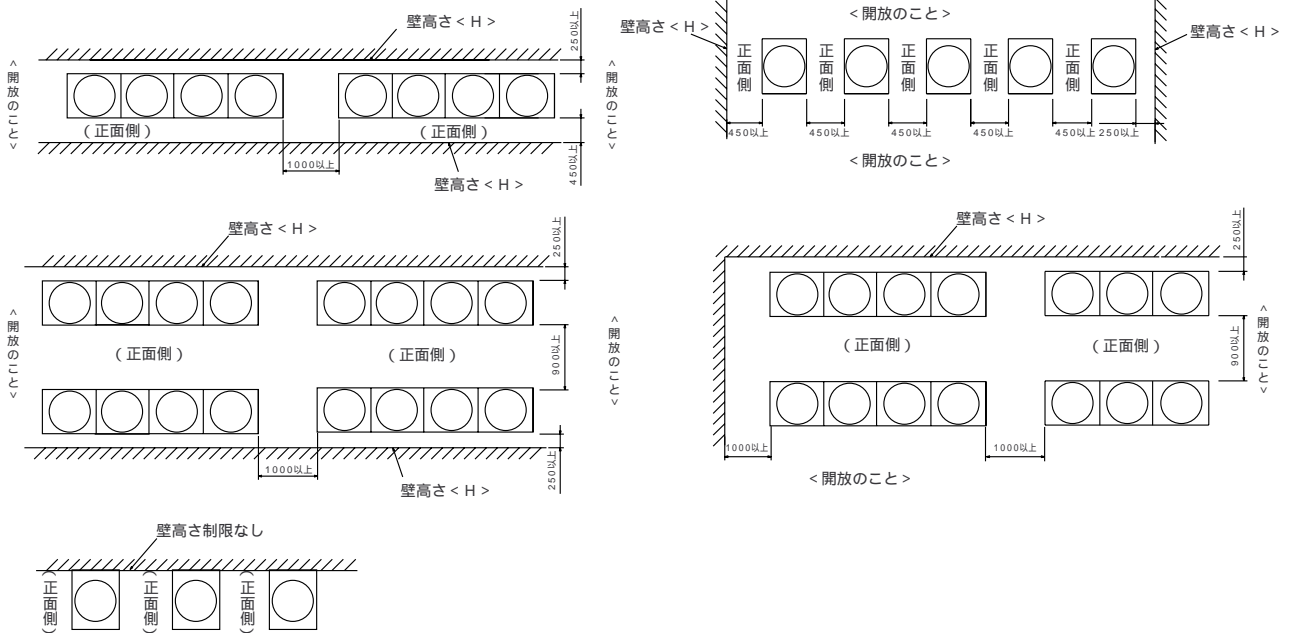 壁高さ＜H＞
250以上
＜開放のこと＞
＜開放のこと＞
（正面側）
（正面側）
1000以上
450以上
壁高さ＜H＞
＜開放のこと＞
壁高さ＜H＞
壁高さ＜H＞
正面側
正面側
正面側
正面側
正面側
450以上
450以上
450以上
450以上
450以上
250以上
＜開放のこと＞
壁高さ＜H＞
250以上
＜開放のこと＞
＜開放のこと＞
（正面側）
（正面側）
900以上
1000以上
250以上
壁高さ＜H＞
壁高さ＜H＞
250以上
（正面側）
（正面側）
900以上
＜開放のこと＞
1000以上
1000以上
＜開放のこと＞
壁高さ制限なし
（正面側）
（正面側）
（正面側）